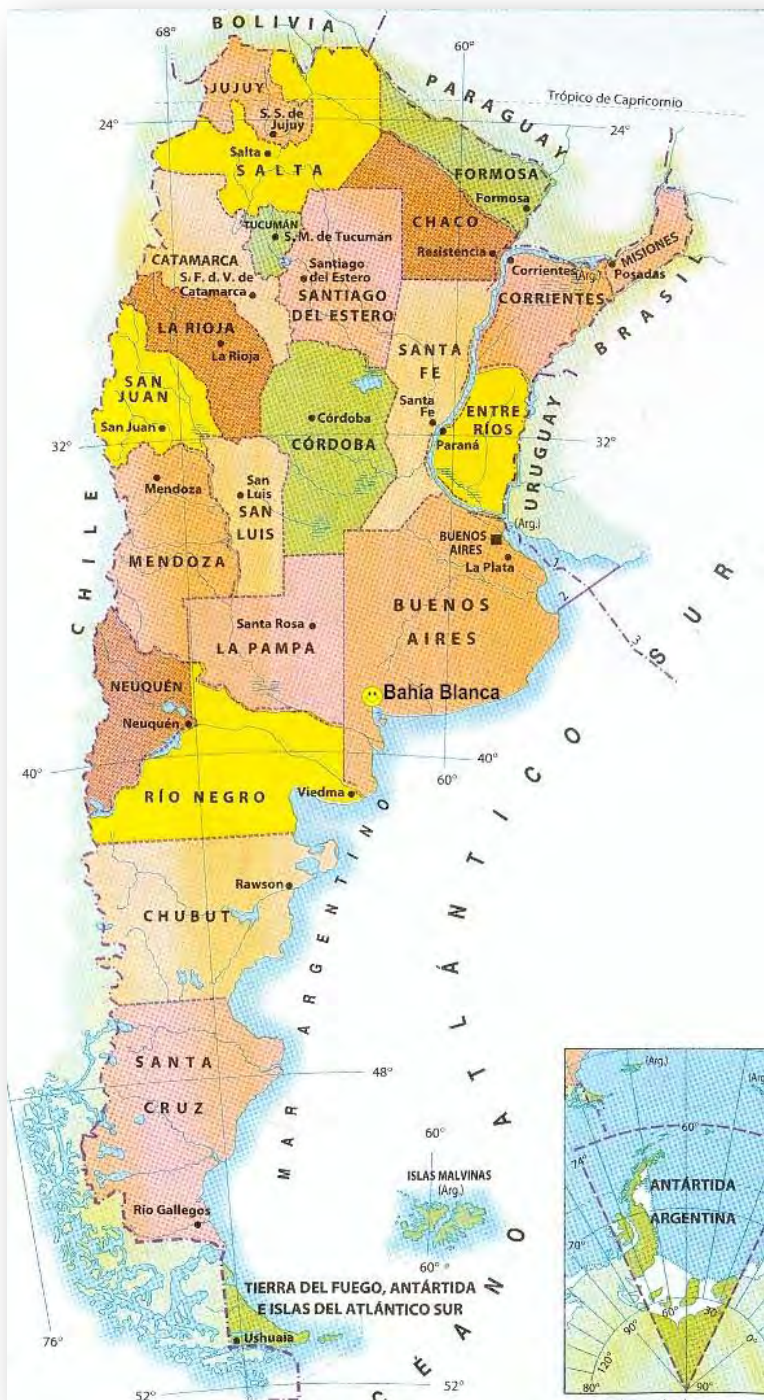 BOLIVIA
68°
60°
PARAGUAY
Trópico de Capricornio
24°
24°
JUJUY
S. S. de
Jujuy
Salta
SALTA
FORMOSA
Formosa
CHACO
Resistencia
TUCUMÁN
S. M. de Tucumán
CATAMARCA
S. F. d. V. de
Catamarca
Santiago
del Estero
SANTIAGO
DEL ESTERO
Corrientes
(Arg.)
CORRIENTES
MISIONES
Posadas
BRASIL
LA RIOJA
La Rioja
SANTA
FE
Santa
Fe
SAN
JUAN
San Juan
Córdoba
CÓRDOBA
ENTRE
RÍOS
Paraná
URUGUAY
32°
32°
Mendoza
MENDOZA
San
Luis
SAN
LUIS
CHILE
(Arg.)
BUENOS
AIRES
La Plata
1
2
3
BUENOS
AIRES
Santa Rosa
LA PAMPA
NEUQUÉN
Neuquén
Bahía Blanca
40°
40°
60°
RÍO NEGRO
Viedma
Rawson
CHUBUT
MAR ARGENTINO
OCÉANO ATLÁNTICO SUR
SANTA
CRUZ
48°
60°
ISLAS MALVINAS
(Arg.)
60°
Río Gallegos
TIERRA DEL FUEGO, ANTÁRTIDA
E ISLAS DEL ATLÁNTICO SUR
Ushuaia
76°
52°
52°
(Arg.)
(Arg
60°
74°
ANTÁRTIDA
ARGENTINA
70°
60°
30°
0°
90°
120°
80°
90°